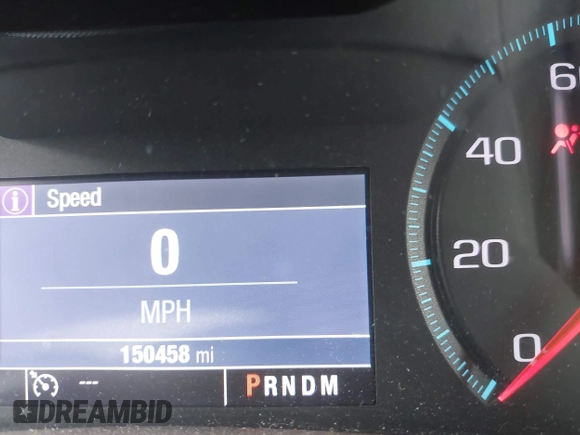 Speed
0
MPH
150458 mi
---
PRNDM
60
40
20
0
DREAMBID